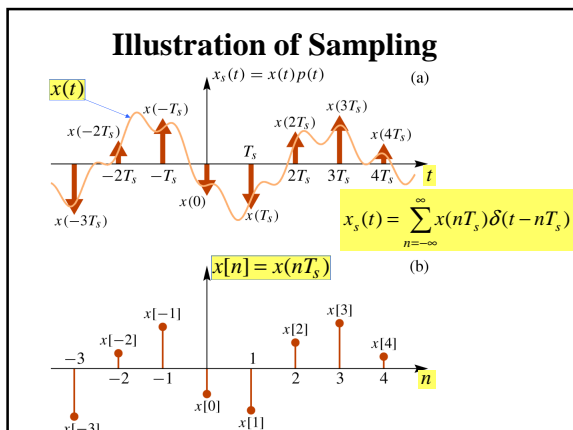 Illustration of Sampling
x_s(t) = x(t)p(t)
(a)
x(t)
x(−T_s)
x(−2T_s)
x(2T_s)
x(3T_s)
x(4T_s)
T_s
−2T_s
−T_s
2T_s
3T_s
4T_s
t
x(−3T_s)
x(0)
x(T_s)
x_s(t) = ∑_{n=−∞}^{∞} x(nT_s)δ(t−nT_s)
(b)
x[n] = x(nT_s)
x[−1]
x[−2]
x[2]
x[3]
x[4]
−3
1
−2
−1
2
3
4
n
x[0]
x[1]
x[−3]